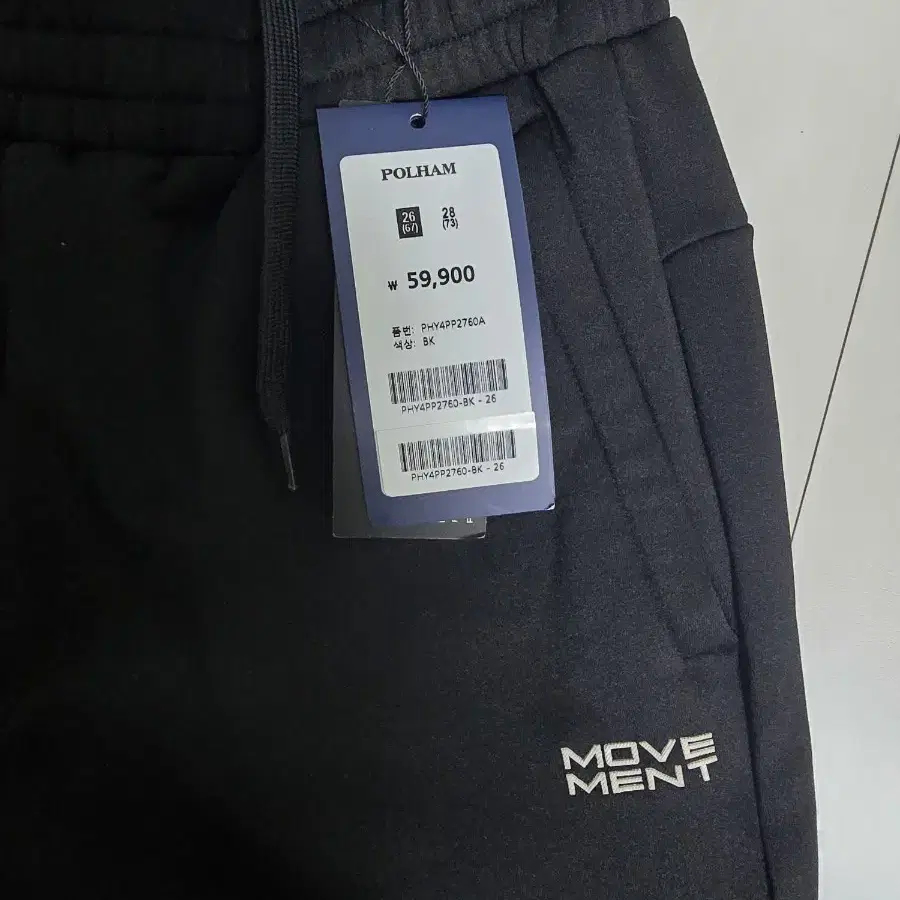 POLHAM
26 28
(67) (73)
₩ 59,900
품번: PHY4PP2760A
색상: BK
PHY4PP2760-BK - 26
PHY4PP2760-BK - 26
MOVE
MENT